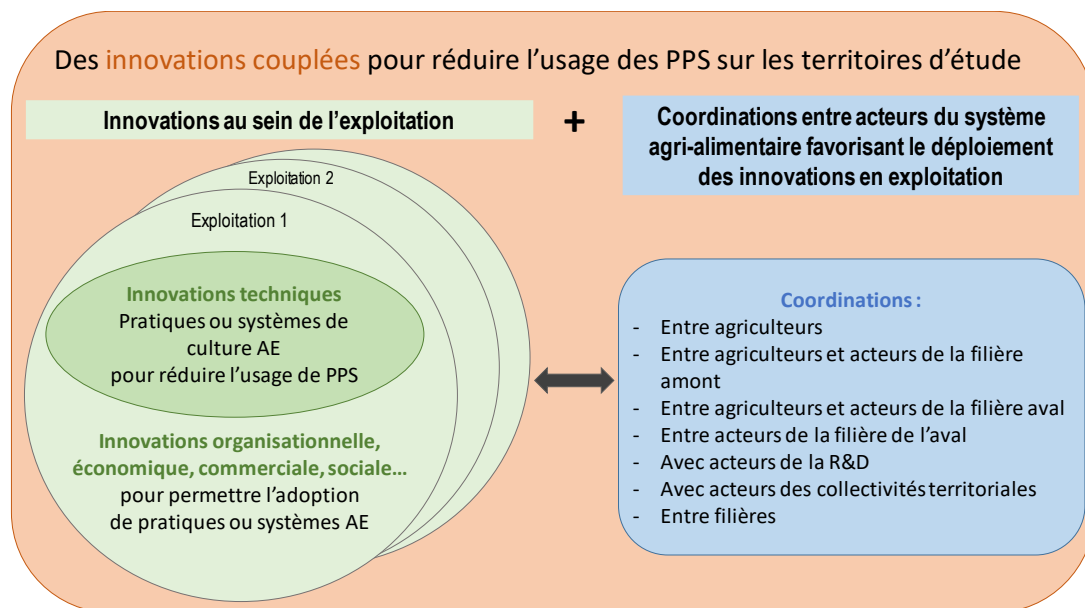 Des innovations couplées pour réduire l’usage des PPS sur les territoires d’étude
Innovations au sein de l’exploitation
+
Coordinations entre acteurs du système
agri-alimentaire favorisant le déploiement
des innovations en exploitation
Exploitation 2
Exploitation 1
Innovations techniques
Pratiques ou systèmes de
culture AE
pour réduire l’usage de PPS
Innovations organisationnelle,
économique, commerciale, sociale…
pour permettre l’adoption
de pratiques ou systèmes AE
Coordinations :
- Entre agriculteurs
- Entre agriculteurs et acteurs de la filière
amont
- Entre agriculteurs et acteurs de la filière aval
- Entre acteurs de la filière de l’aval
- Avec acteurs de la R&D
- Avec acteurs des collectivités territoriales
- Entre filières